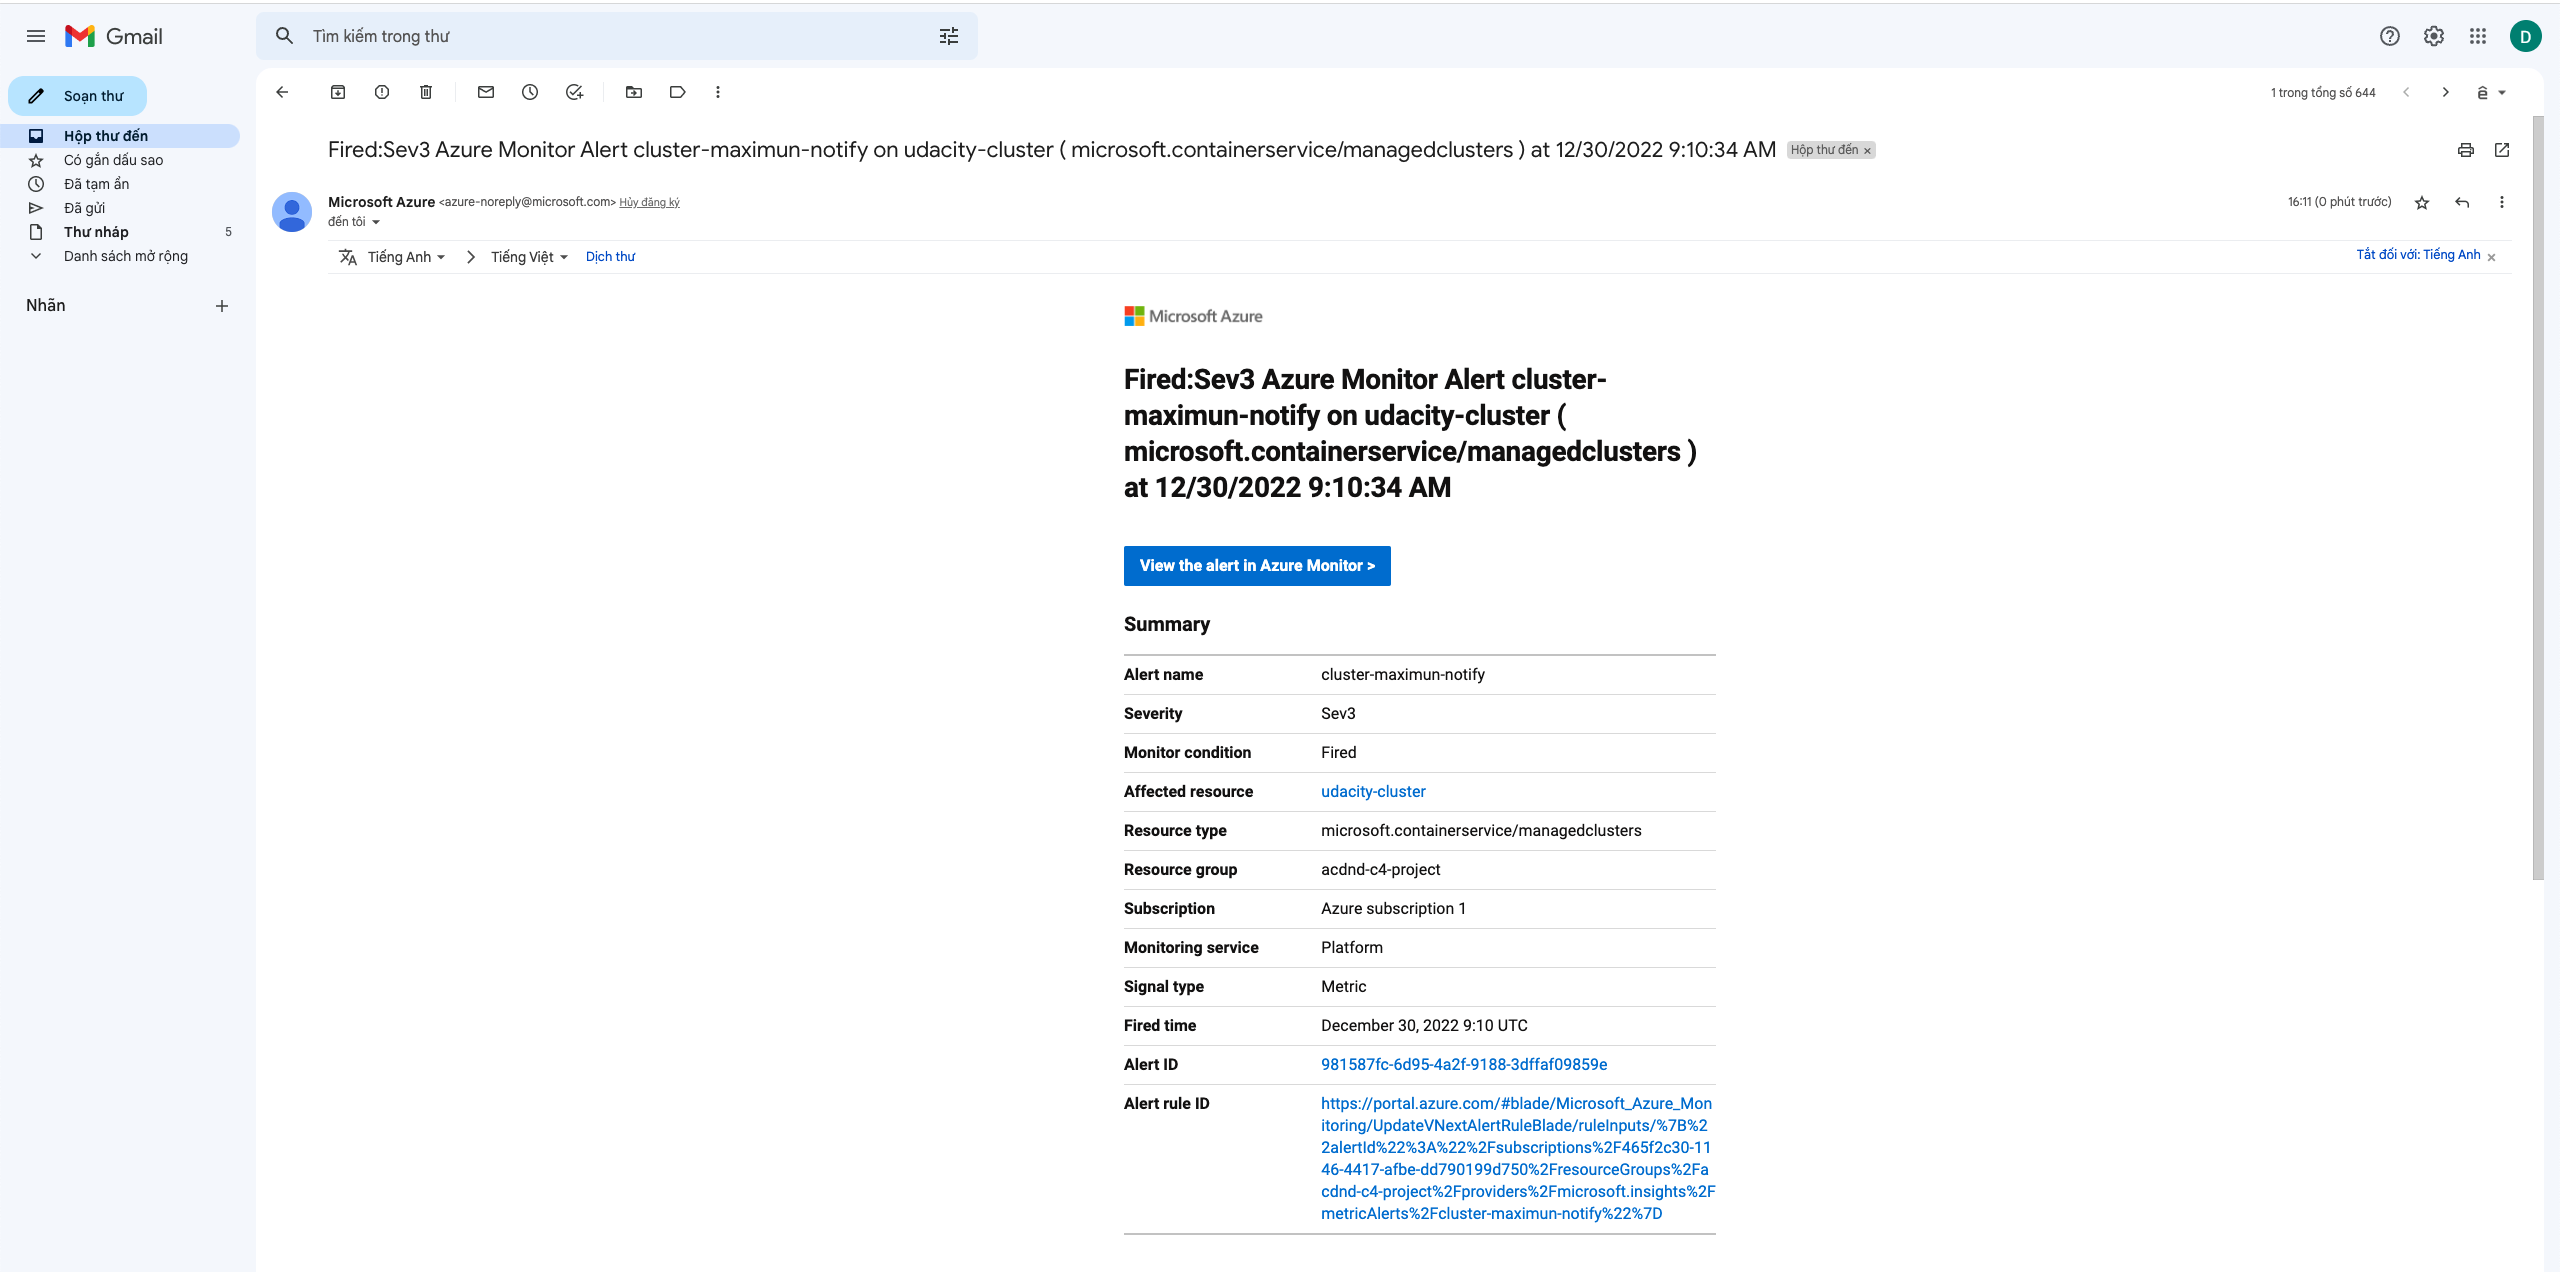 Gmail
Tìm kiếm trong thư
D
Soạn thư
Hộp thư đến
Có gắn dấu sao
Đã tạm ẩn
Đã gửi
Thư nháp 5
Danh sách mở rộng
Nhãn
1 trong tổng số 644
Fired:Sev3 Azure Monitor Alert cluster-maximun-notify on udacity-cluster ( microsoft.containerservice/managedclusters ) at 12/30/2022 9:10:34 AM Hộp thư đến ×
Microsoft Azure <azure-noreply@microsoft.com> Hủy đăng ký
16:11 (0 phút trước)
đến tôi
Tiếng Anh > Tiếng Việt Dịch thư
Tắt đối với: Tiếng Anh ×
Microsoft Azure
Fired:Sev3 Azure Monitor Alert cluster-
maximun-notify on udacity-cluster (
microsoft.containerservice/managedclusters )
at 12/30/2022 9:10:34 AM
View the alert in Azure Monitor >
Summary
Alert name cluster-maximun-notify
Severity Sev3
Monitor condition Fired
Affected resource udacity-cluster
Resource type microsoft.containerservice/managedclusters
Resource group acdnd-c4-project
Subscription Azure subscription 1
Monitoring service Platform
Signal type Metric
Fired time December 30, 2022 9:10 UTC
Alert ID 981587fc-6d95-4a2f-9188-3dffaf09859e
Alert rule ID https://portal.azure.com/#blade/Microsoft_Azure_Mon
itoring/UpdateVNextAlertRuleBlade/ruleInputs/%7B%2
2alertId%22%3A%22%2Fsubscriptions%2F465f2c30-11
46-4417-afbe-dd790199d750%2FresourceGroups%2Fa
cdnd-c4-project%2Fproviders%2Fmicrosoft.insights%2F
metricAlerts%2Fcluster-maximun-notify%22%7D